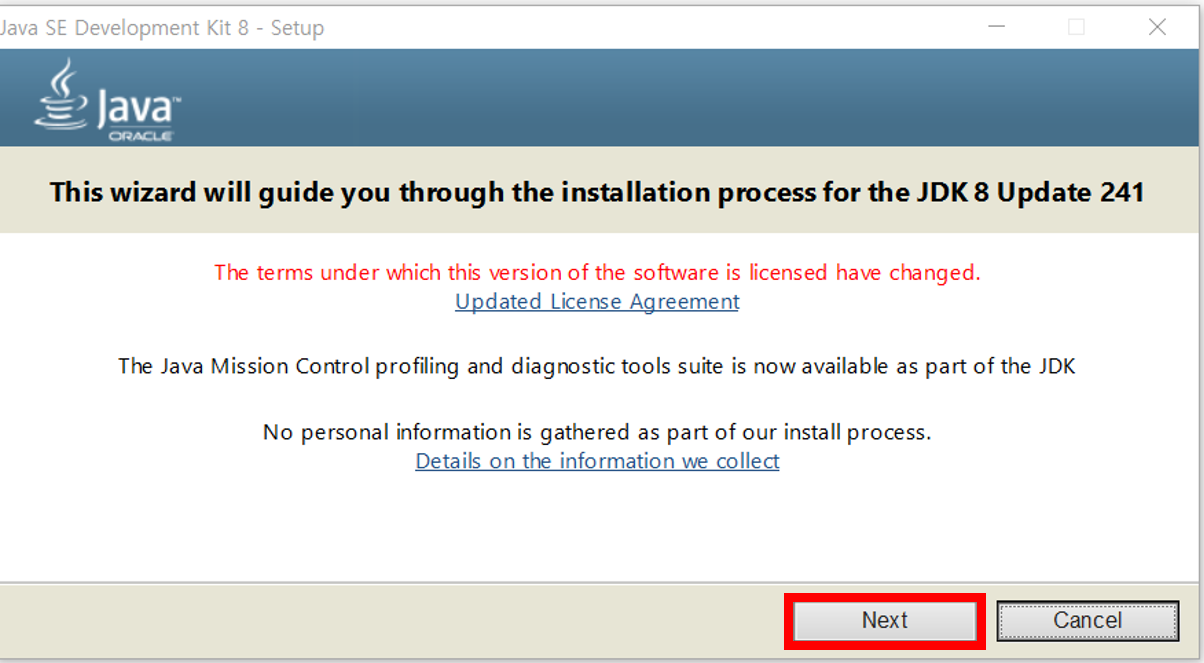 Java SE Development Kit 8 - Setup
Java™
ORACLE
This wizard will guide you through the installation process for the JDK 8 Update 241
The terms under which this version of the software is licensed have changed.
Updated License Agreement
The Java Mission Control profiling and diagnostic tools suite is now available as part of the JDK
No personal information is gathered as part of our install process.
Details on the information we collect
Next
Cancel